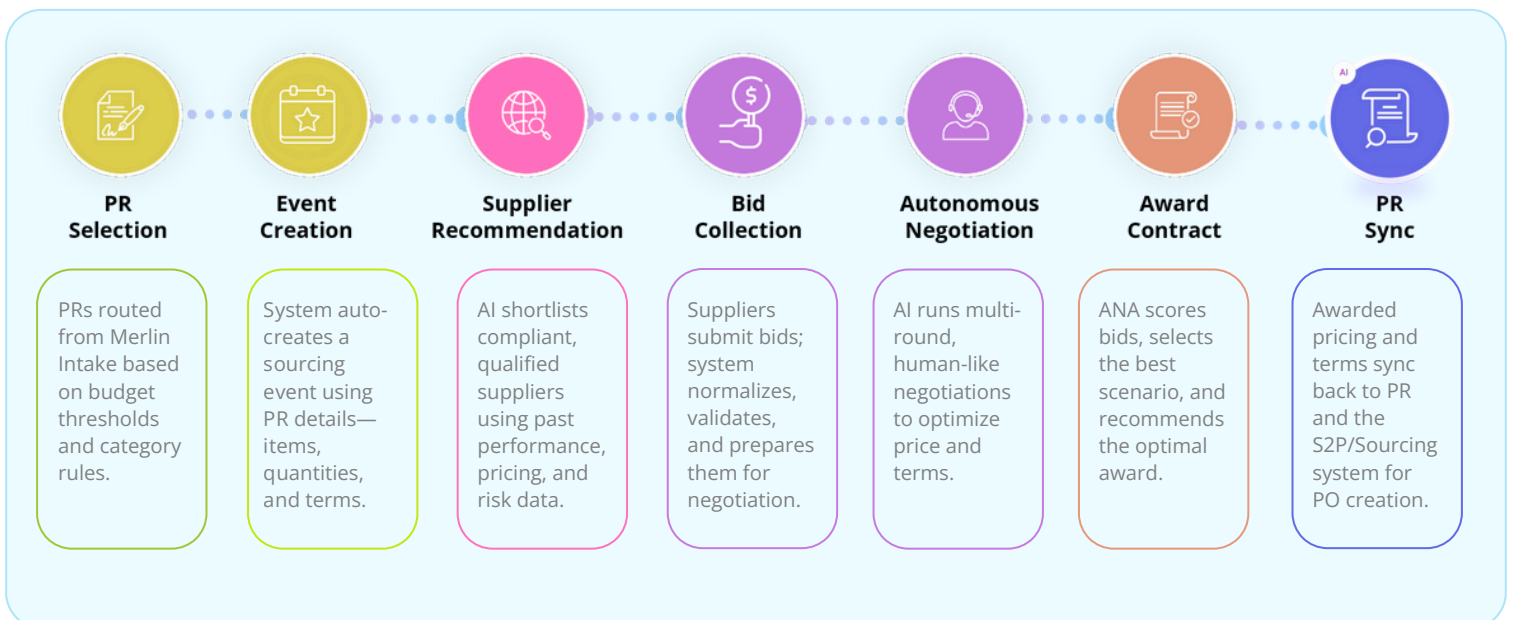 AI
PR
Selection
Event
Creation
Supplier
Recommendation
Bid
Collection
Autonomous
Negotiation
Award
Contract
PR
Sync
PRs routed
from Merlin
Intake based
on budget
thresholds
and category
rules.
System auto-
creates a
sourcing
event using
PR details—
items,
quantities,
and terms.
AI shortlists
compliant,
qualified
suppliers
using past
performance,
pricing, and
risk data.
Suppliers
submit bids;
system
normalizes,
validates,
and prepares
them for
negotiation.
AI runs multi-
round,
human-like
negotiations
to optimize
price and
terms.
ANA scores
bids, selects
the best
scenario, and
recommends
the optimal
award.
Awarded
pricing and
terms sync
back to PR
and the
S2P/Sourcing
system for
PO creation.